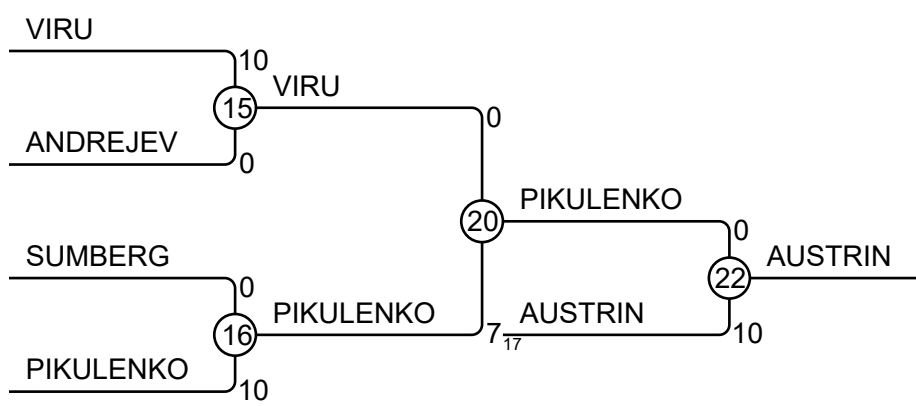 VIRU
10
15
VIRU
0
ANDREJEV
0
20
PIKULENKO
0
SUMBERG
0
22
AUSTRIN
16
PIKULENKO
7
17
AUSTRIN
10
PIKULENKO
10